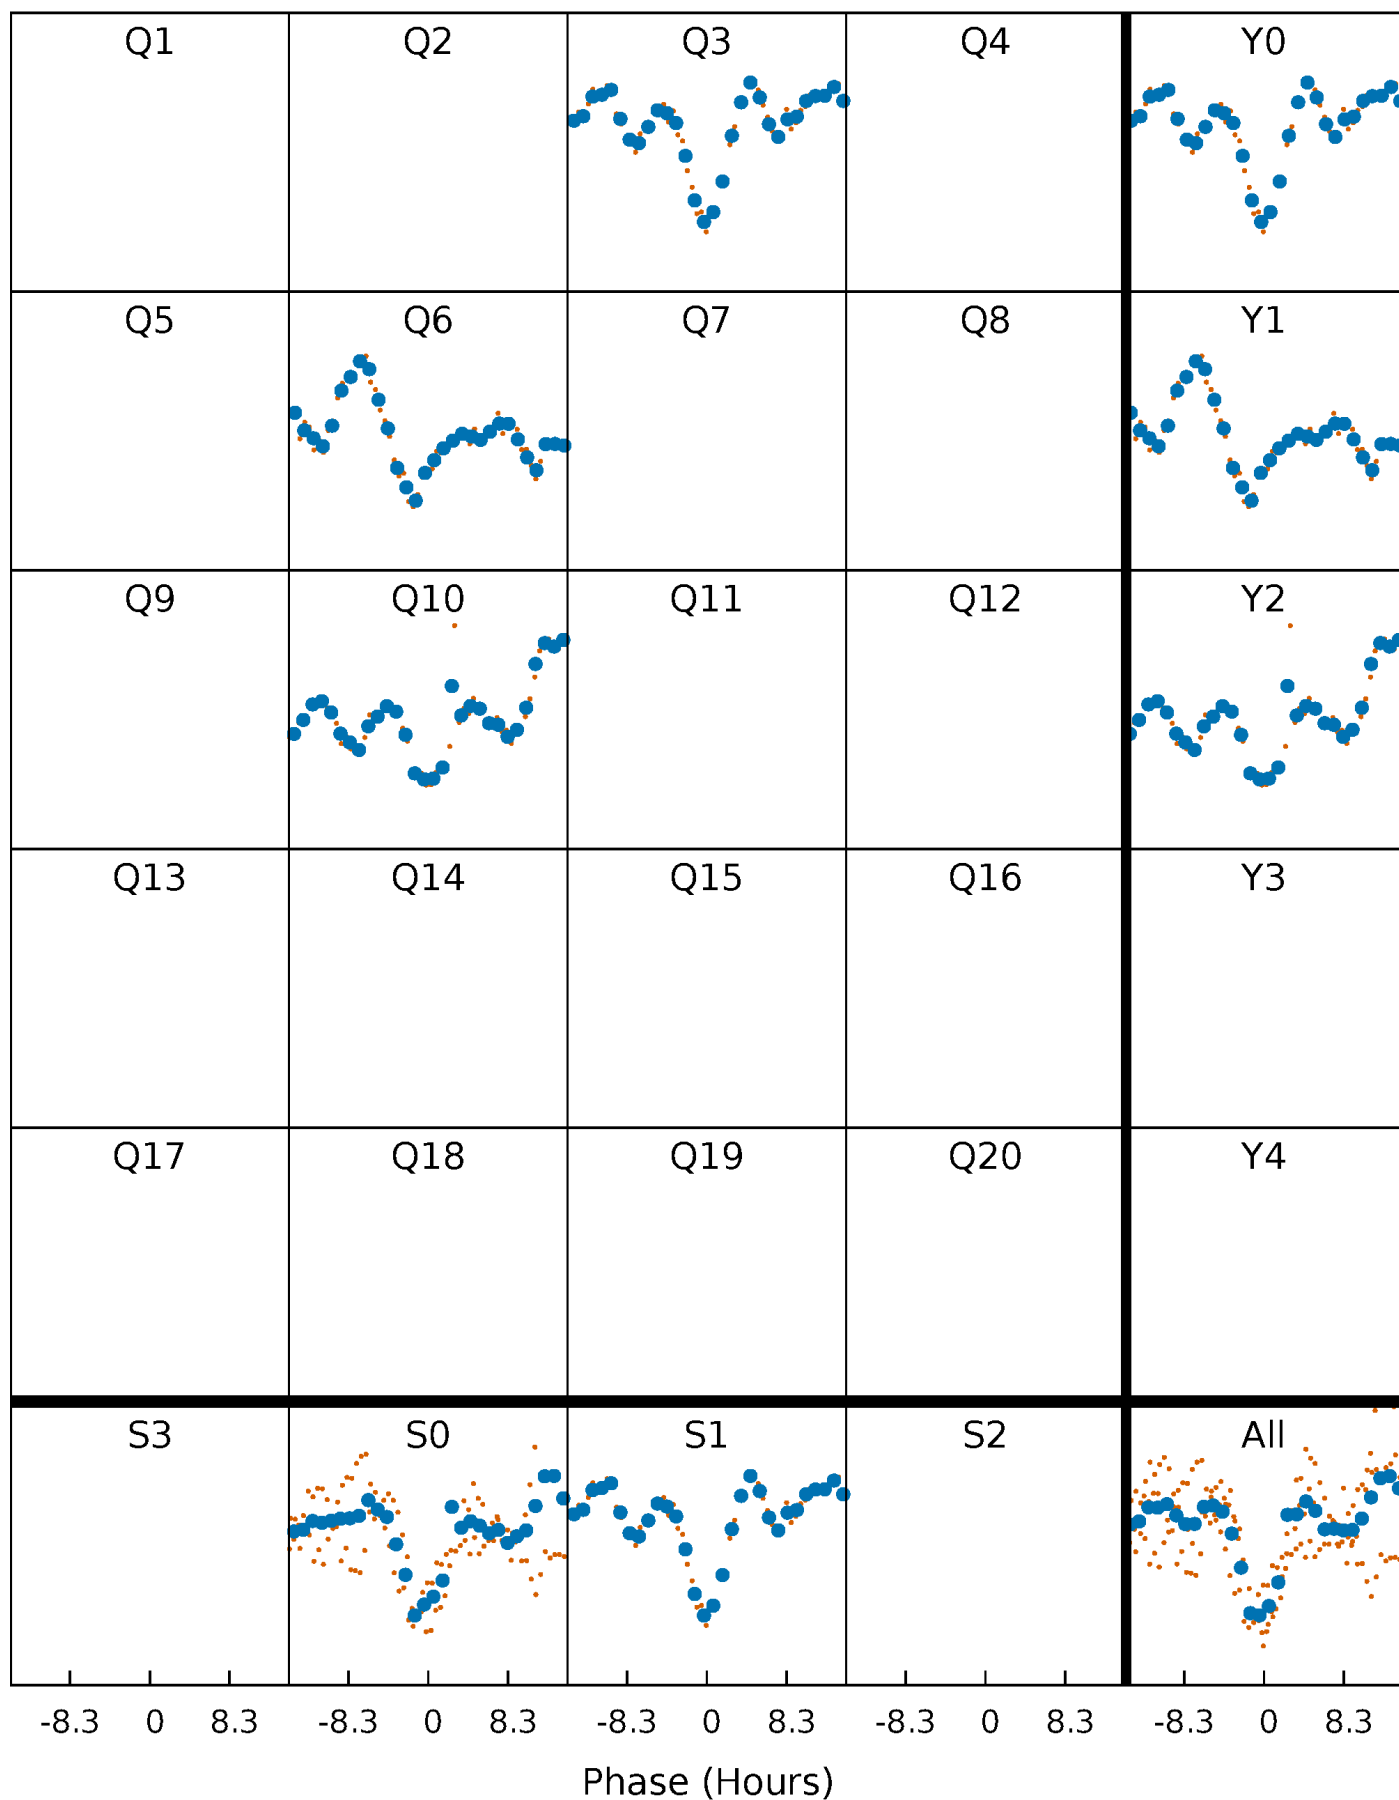 Q1 Q2 Q3 Q4 Y0
Q5 Q6 Q7 Q8 Y1
Q9 Q10 Q11 Q12 Y2
Q13 Q14 Q15 Q16 Y3
Q17 Q18 Q19 Q20 Y4
S3 S0 S1 S2 All
-8.3 0 8.3 -8.3 0 8.3 -8.3 0 8.3 -8.3 0 8.3 -8.3 0 8.3
Phase (Hours)